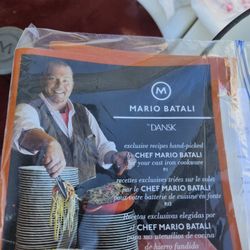 M
MARIO BATALI
DANSK
exclusive recipes hand-picked
by CHEF MARIO BATALI
for your cast iron cookware
recettes exclusives triées sur le volet
par le CHEF MARIO BATALI
pour votre batterie de cuisine en fonte
Recetas exclusivas elegidas por
CHEF MARIO BATALI
para sus utensilios de cocina
de hierro fundido